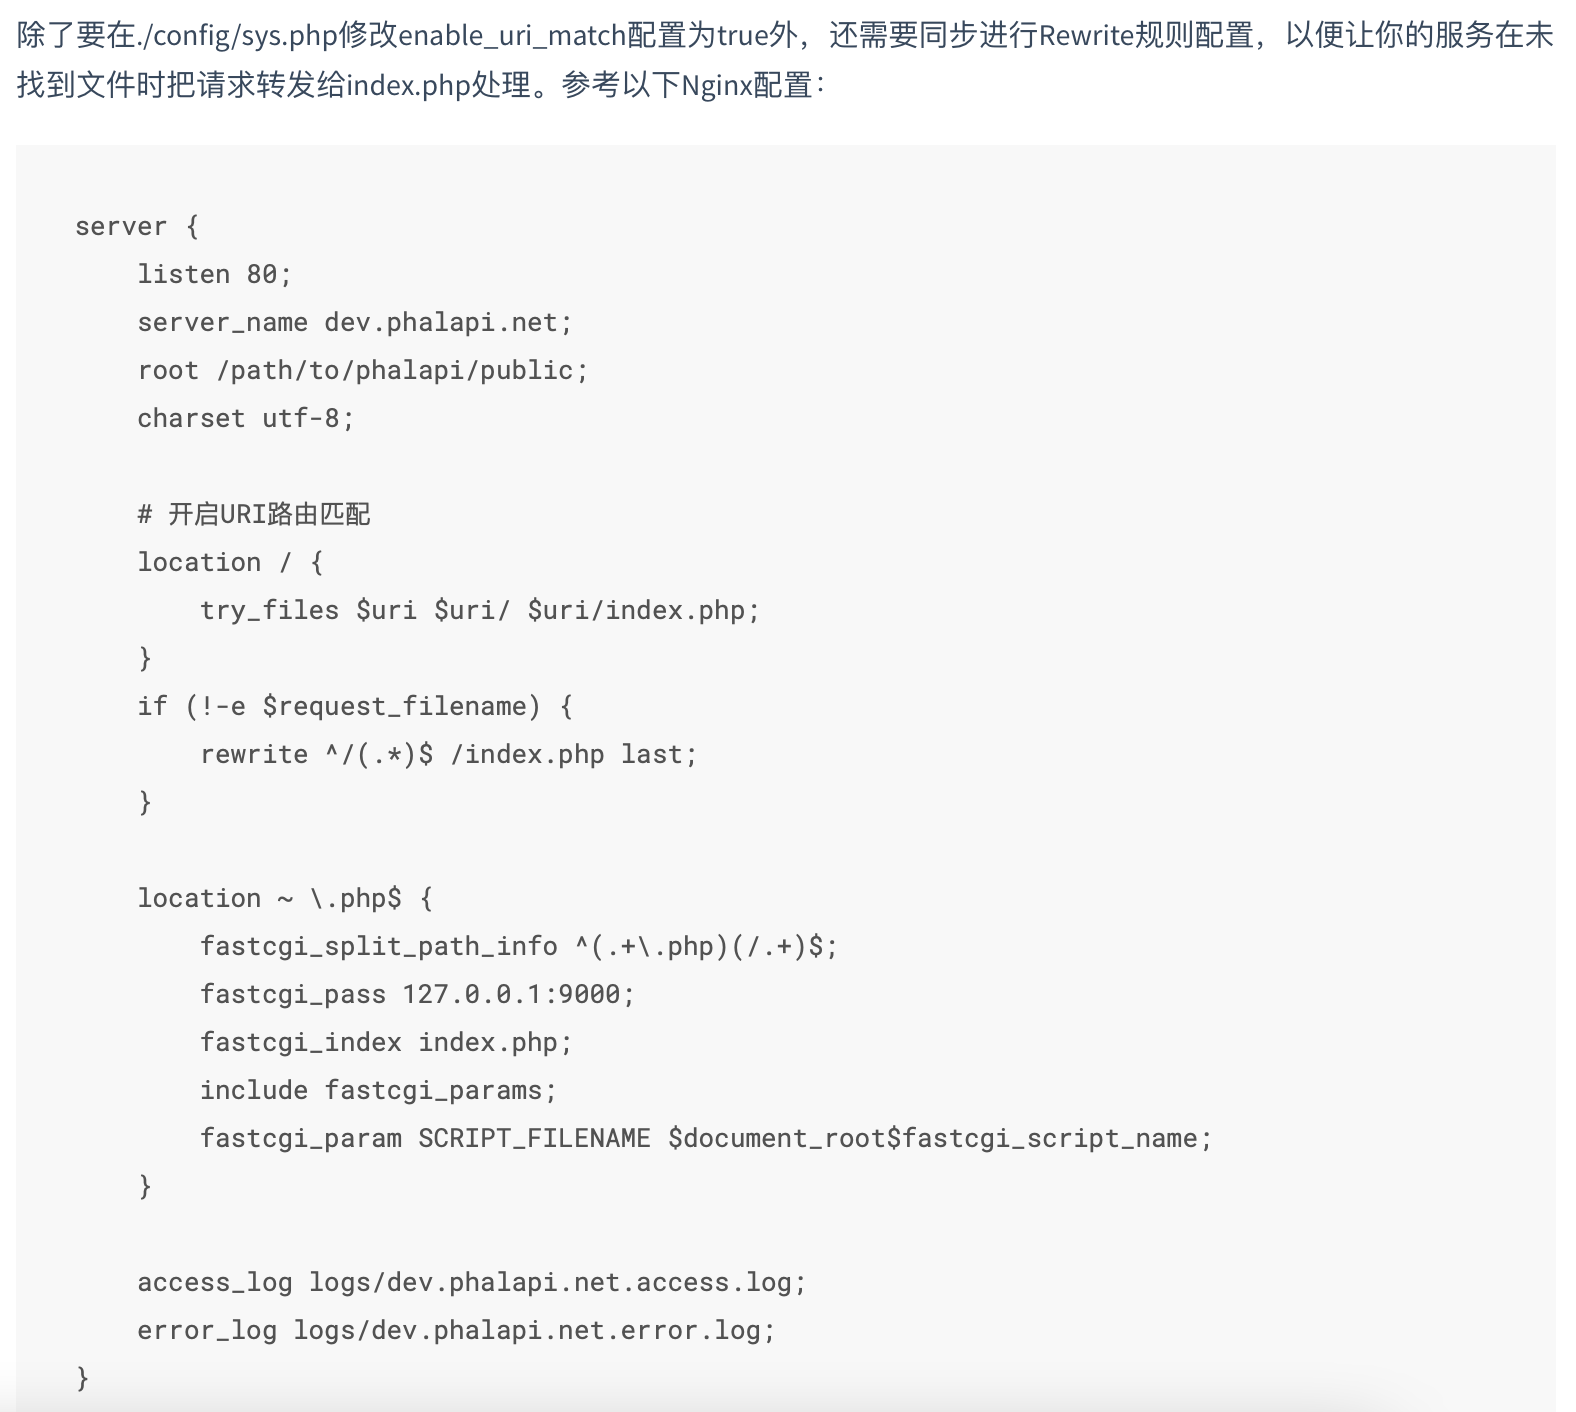 除了要在./config/sys.php修改enable_uri_match配置为true外，还需要同步进行Rewrite规则配置，以便让你的服务在未
找到文件时把请求转发给index.php处理。参考以下Nginx配置：
server {
listen 80;
server_name dev.phalapi.net;
root /path/to/phalapi/public;
charset utf-8;
# 开启URI路由匹配
location / {
try_files $uri $uri/ $uri/index.php;
}
if (!-e $request_filename) {
rewrite ^/(.*)$ /index.php last;
}
location ~ \.php$ {
fastcgi_split_path_info ^(.+\.php)(/.+)$;
fastcgi_pass 127.0.0.1:9000;
fastcgi_index index.php;
include fastcgi_params;
fastcgi_param SCRIPT_FILENAME $document_root$fastcgi_script_name;
}
access_log logs/dev.phalapi.net.access.log;
error_log logs/dev.phalapi.net.error.log;
}